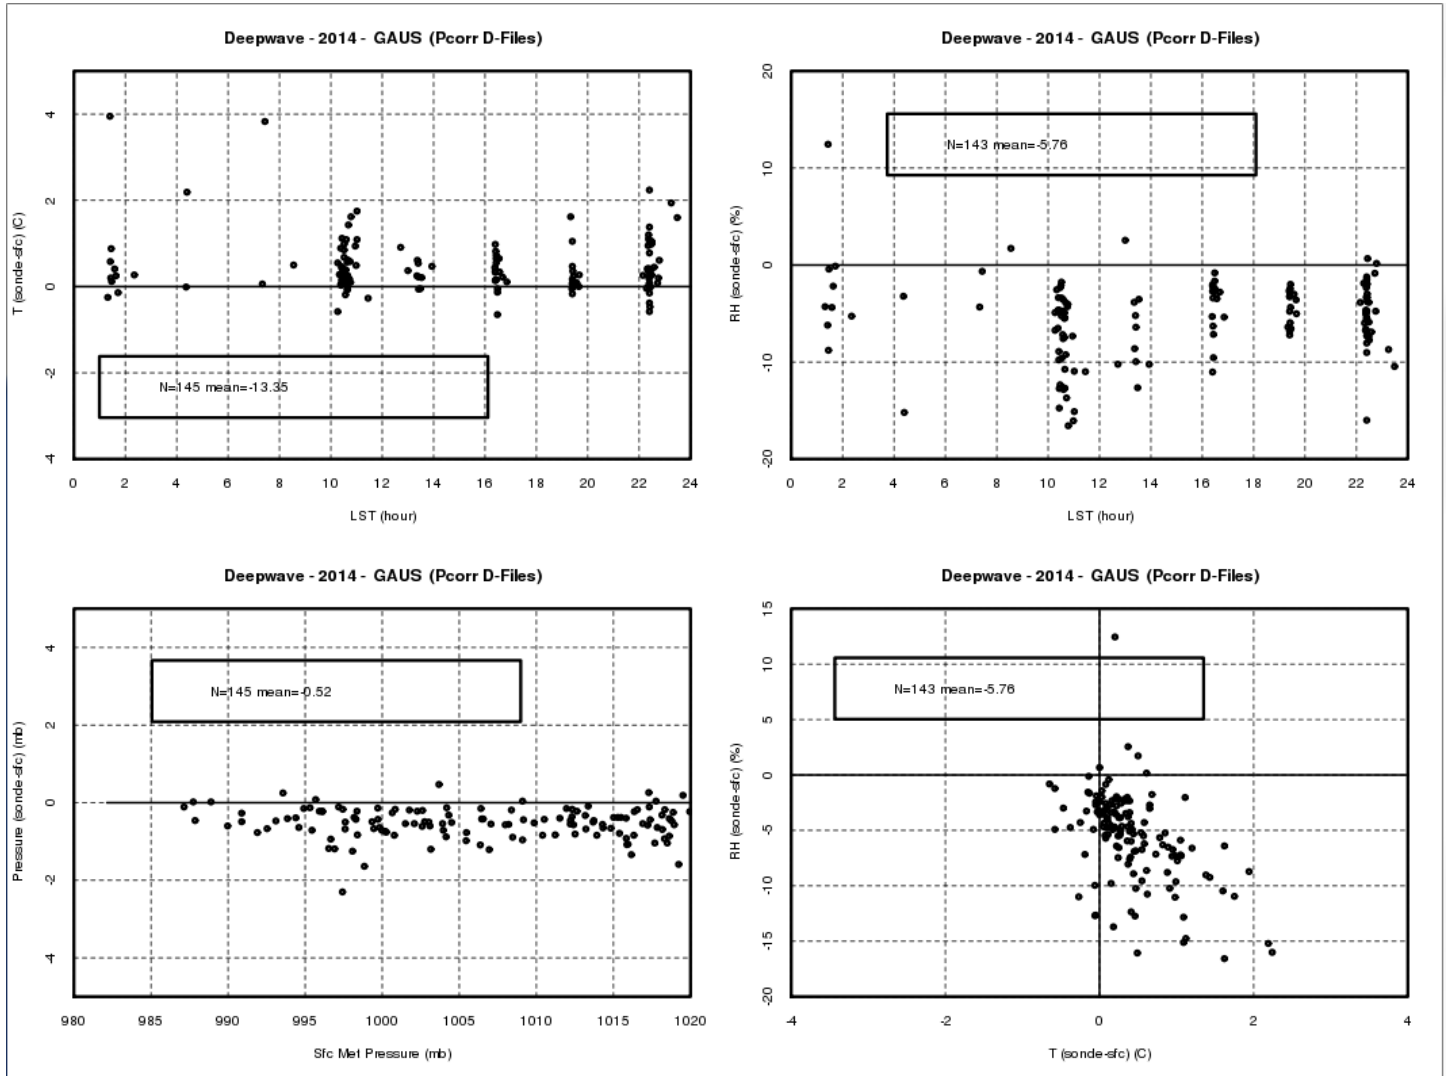 Deepwave - 2014 - GAUS (Pcorr D-Files)
T (sonde-sfc) (C)
4
2
0
-2
4
N=145 mean=-13.35
0 2 4 6 8 10 12 14 16 18 20 22 24
LST (hour)
Deepwave - 2014 - GAUS (Pcorr D-Files)
RH (sonde-sfc) (%)
20
10
0
-10
-20
N=143 mean=-5.76
0 2 4 6 8 10 12 14 16 18 20 22 24
LST (hour)
Deepwave - 2014 - GAUS (Pcorr D-Files)
Pressure (sonde-sfc) (mb)
4
2
0
-2
4
N=145 mean=-0.52
980 985 990 995 1000 1005 1010 1015 1020
Sfc Met Pressure (mb)
Deepwave - 2014 - GAUS (Pcorr D-Files)
RH (sonde-sfc) (%)
15
10
5
0
-5
-10
-15
-20
N=143 mean=-5.76
-4 -2 0 2 4
T (sonde-sfc) (C)